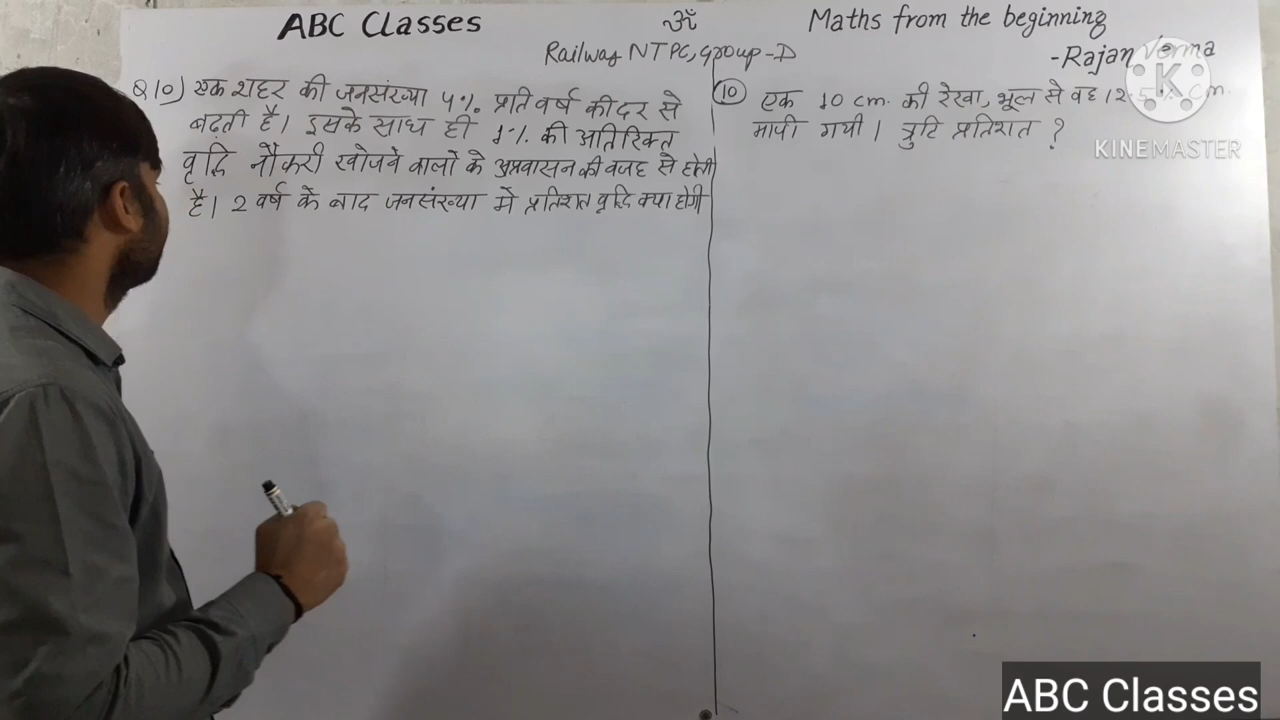 ABC Classes
ॐ
Maths from the beginning
Railway NTPC, Group-D
-Rajan Verma
Q10) एक शहर की जनसंख्या 4% प्रति वर्ष की दर से
बढ़ती है। इसके साथ ही 1% की अतिरिक्त
वृद्धि नौकरी खोजने वालों के अप्रवासन की वजह से होती
है। 2 वर्ष के बाद जनसंख्या मे प्रतिशत वृद्धि क्या होगी
10 एक 10 cm. की रेखा, भूल से वह cm.
मापी गयी। त्रुटि प्रतिशत ?
K
KINEMASTER
ABC Classes